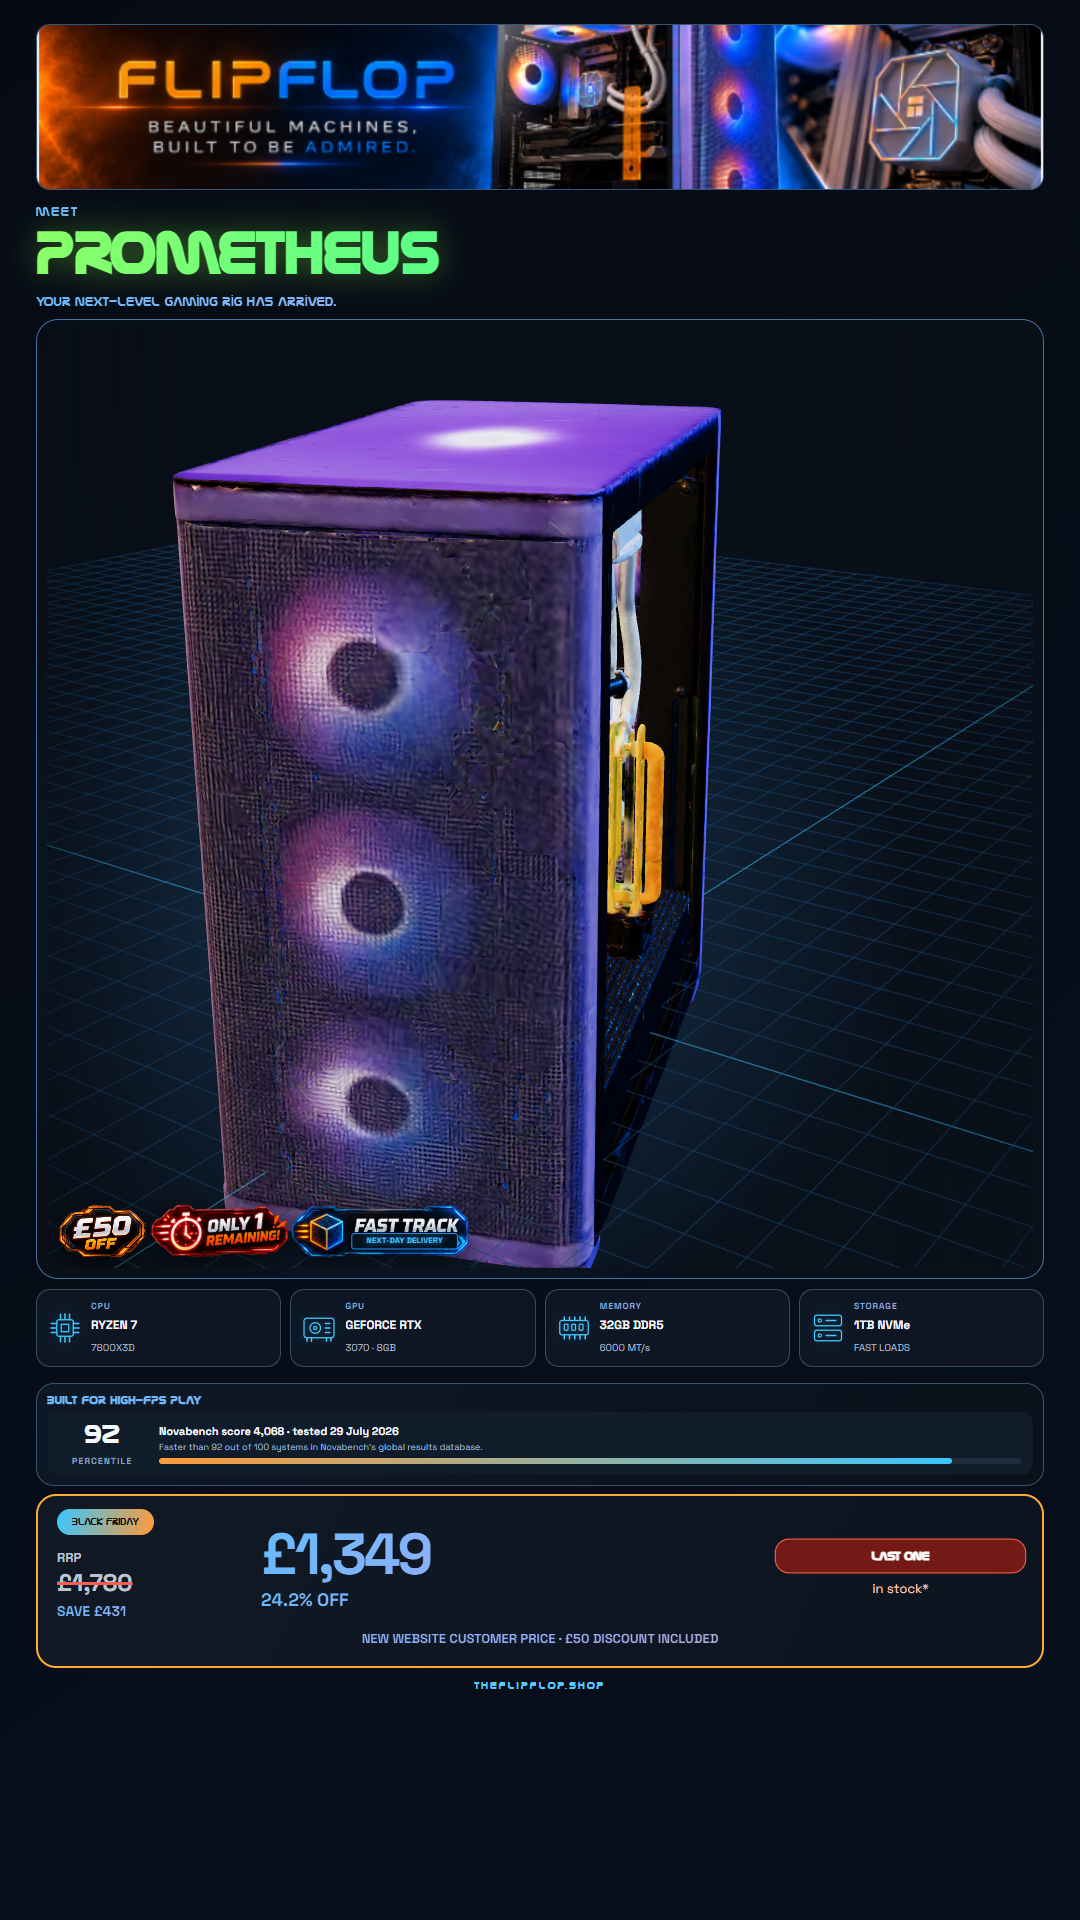 FLIPFLOP
BEAUTIFUL MACHINES,
BUILT TO BE ADMIRED.
MEET
PROMETHEUS
YOUR NEXT-LEVEL GAMING RIG HAS ARRIVED.
£50
OFF
ONLY 1
REMAINING!
FAST TRACK
NEXT-DAY DELIVERY
CPU
RYZEN 7
7800X3D
GPU
GEFORCE RTX
3070 · 8GB
MEMORY
32GB DDR5
6000 MT/s
STORAGE
1TB NVMe
FAST LOADS
BUILT FOR HIGH-FPS PLAY
92
PERCENTILE
Novabench score 4,068 · tested 29 July 2026
Faster than 92 out of 100 systems in Novabench's global results database.
BLACK FRIDAY
RRP
£1,780
SAVE £431
£1,349
24.2% OFF
LAST ONE
in stock*
NEW WEBSITE CUSTOMER PRICE · £50 DISCOUNT INCLUDED
THEFLIPFLOP.SHOP